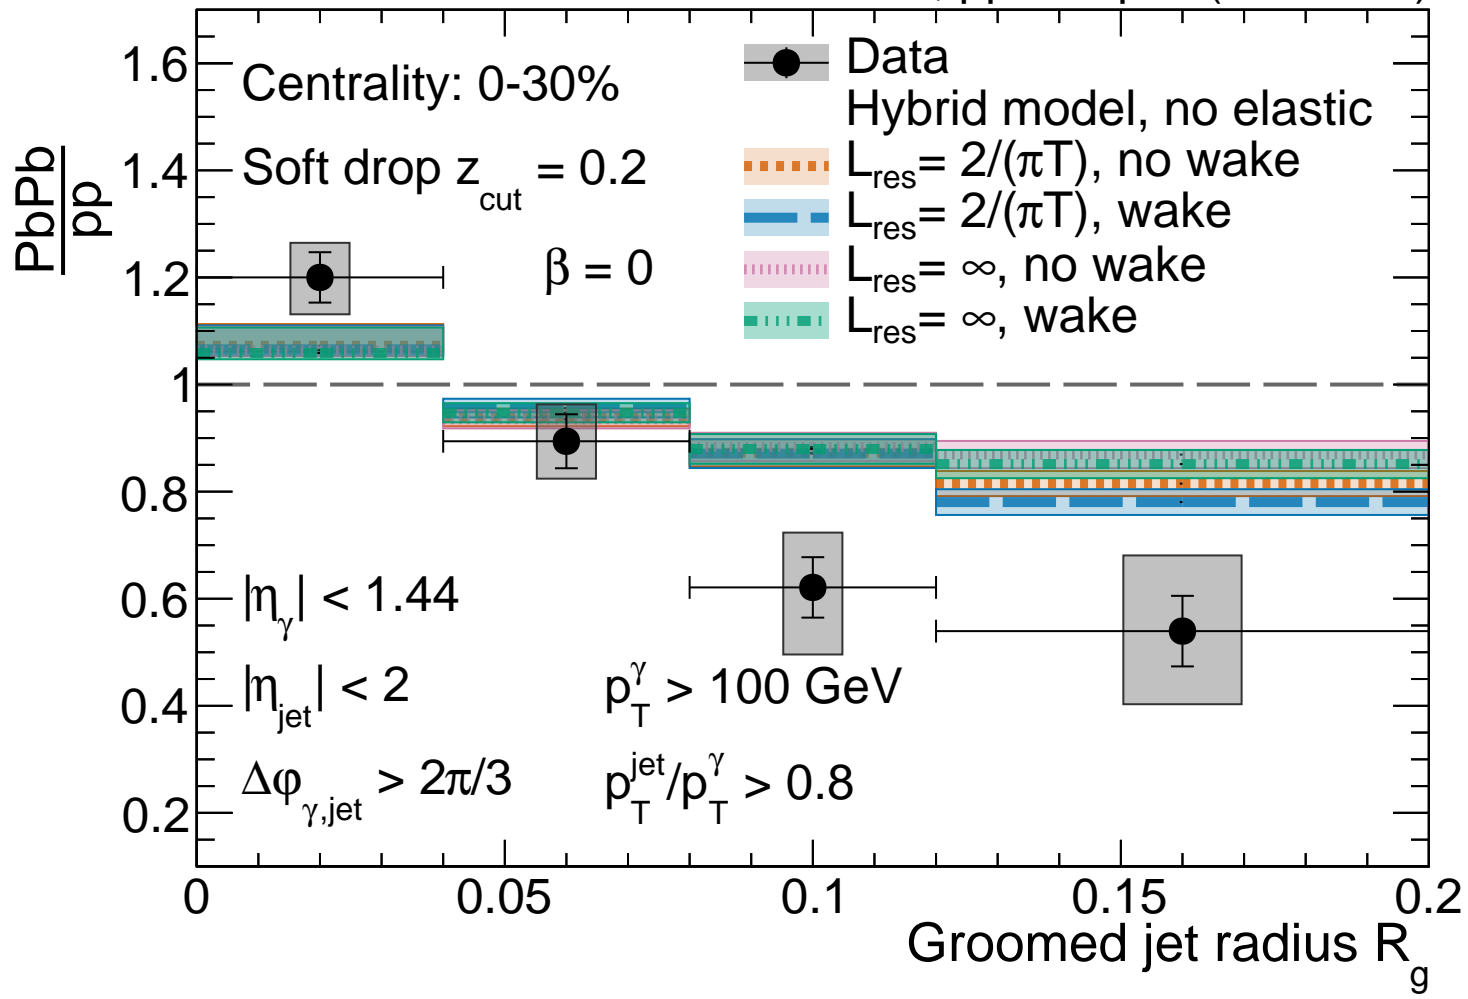 Centrality: 0-30%
Soft drop z_cut = 0.2
β = 0
Data
Hybrid model, no elastic
L_res= 2/(πT), no wake
L_res= 2/(πT), wake
L_res= ∞, no wake
L_res= ∞, wake
PbPb
pp
1.6
1.4
1.2
1
0.8
0.6
0.4
0.2
|η_γ| < 1.44
|η_jet| < 2
p_T^γ > 100 GeV
Δφ_γ,jet > 2π/3
p_T^jet/p_T^γ > 0.8
0 0.05 0.1 0.15 0.2
Groomed jet radius R_g